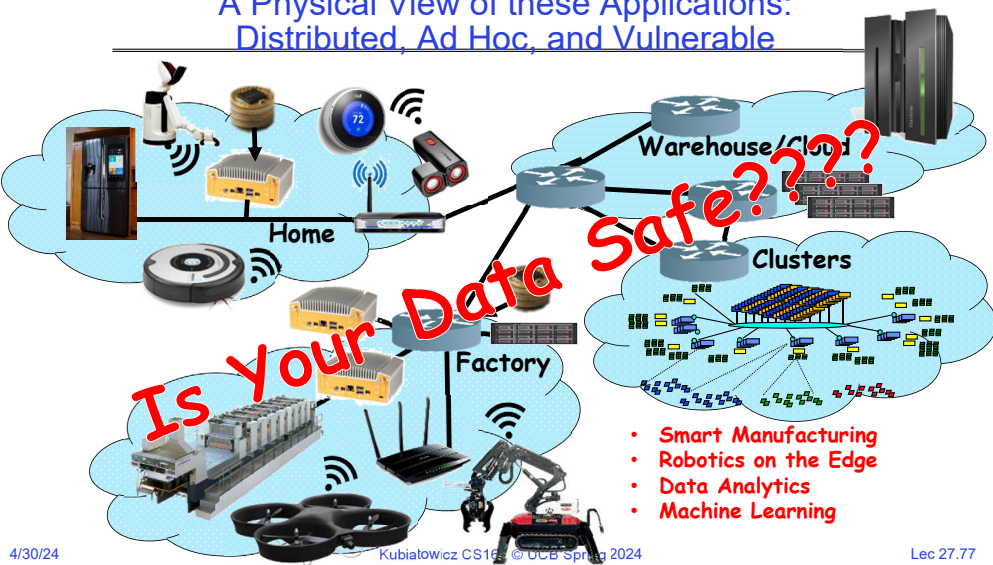 A Physical View of these Applications:
Distributed, Ad Hoc, and Vulnerable
72
Warehouse/Cloud
Home
Is Your Data Safe????
Clusters
Factory
• Smart Manufacturing
• Robotics on the Edge
• Data Analytics
• Machine Learning
4/30/24
Kubiatowicz CS162 © UCB Spring 2024
Lec 27.77